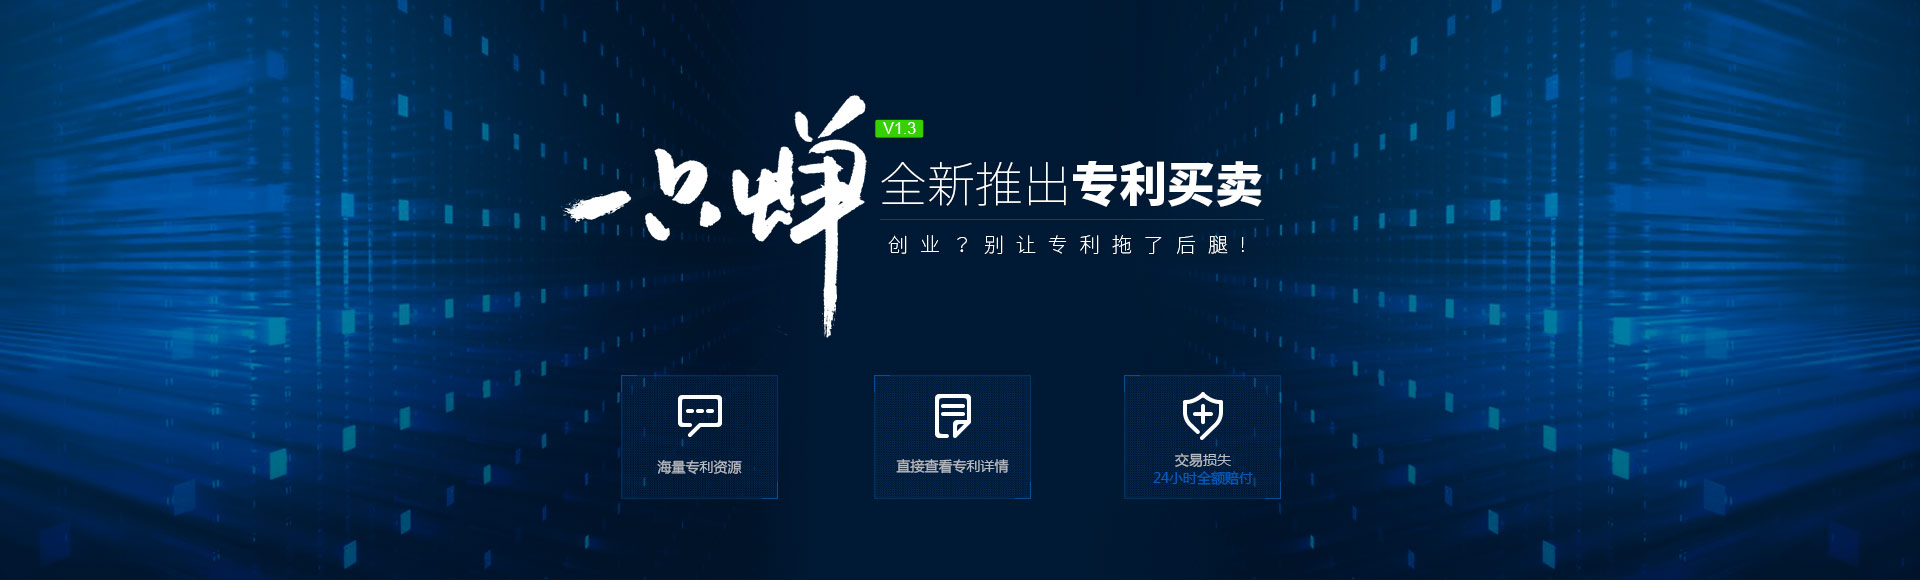 一只蝉
V1.3
全新推出专利买卖
创业？别让专利拖了后腿！
海量专利资源
直接查看专利详情
交易损失
24小时全额赔付